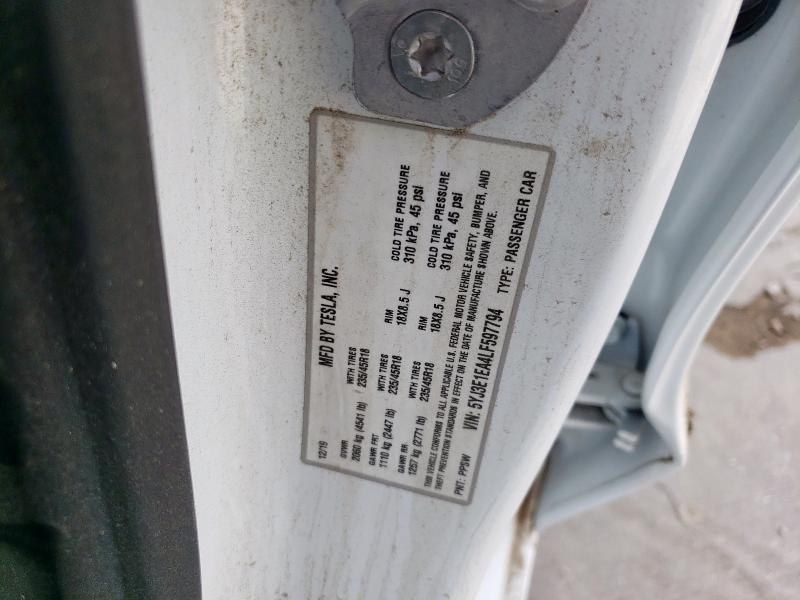 MFD BY TESLA, INC.
12/19
GVWR
2060 kg (4541 lb)
WITH TIRES
235/45R18
GAWR FRT
1110 kg (2447 lb)
WITH TIRES
235/45R18
RIM
18X8.5 J
COLD TIRE PRESSURE
310 kPa, 45 psi
GAWR RR
1257 kg (2771 lb)
WITH TIRES
235/45R18
RIM
18X8.5 J
COLD TIRE PRESSURE
310 kPa, 45 psi
THIS VEHICLE CONFORMS TO ALL APPLICABLE U.S. FEDERAL MOTOR VEHICLE SAFETY, BUMPER, AND
THEFT PREVENTION STANDARDS IN EFFECT ON THE DATE OF MANUFACTURE SHOWN ABOVE.
VIN: 5YJ3E1EA4LF597794
PNT: PPSW
TYPE: PASSENGER CAR